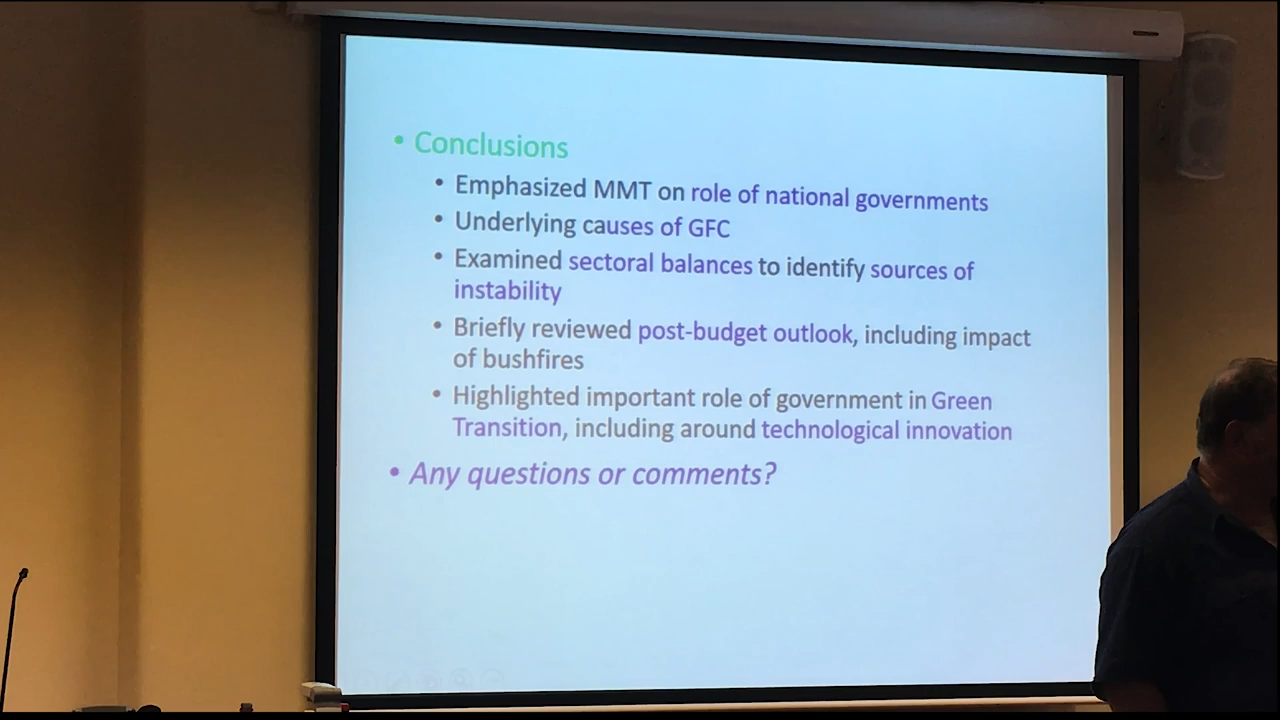 • Conclusions
• Emphasized MMT on role of national governments
• Underlying causes of GFC
• Examined sectoral balances to identify sources of
instability
• Briefly reviewed post-budget outlook, including impact
of bushfires
• Highlighted important role of government in Green
Transition, including around technological innovation
• Any questions or comments?